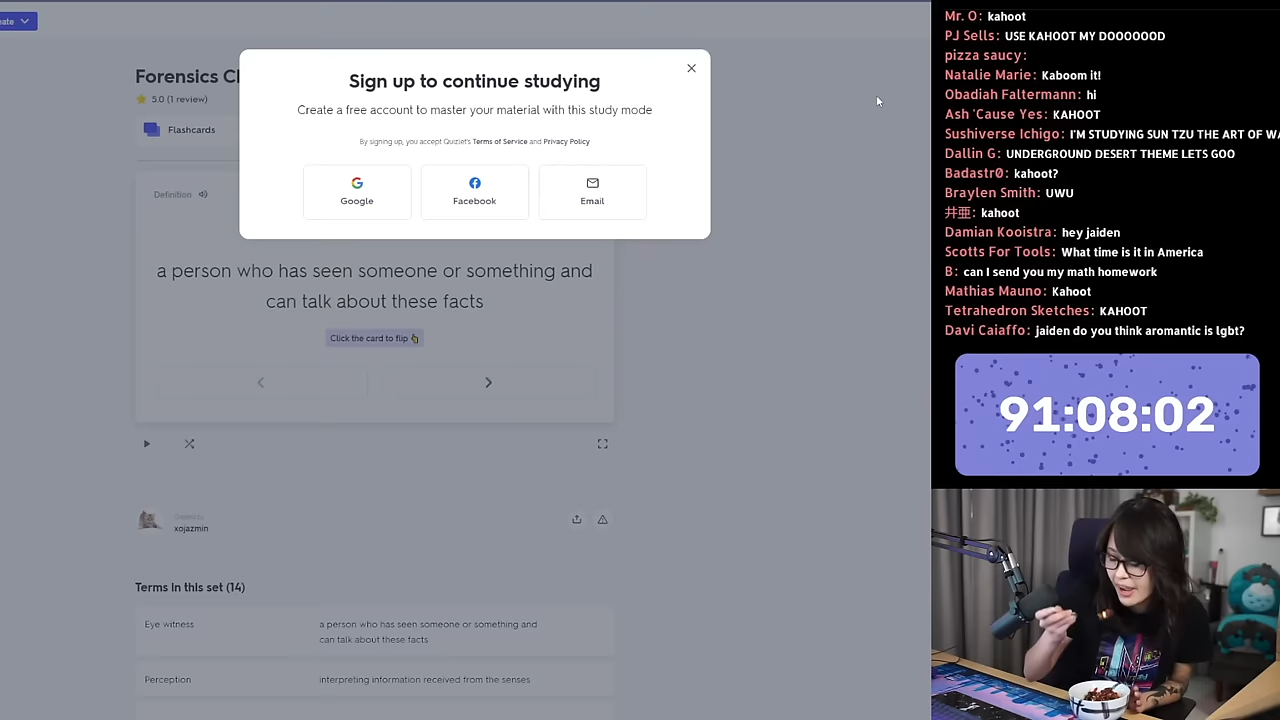 eate
Forensics Ch
5.0 (1 review)
Flashcards
Sign up to continue studying
Create a free account to master your material with this study mode
By signing up, you accept Quizlet's Terms of Service and Privacy Policy
Google
Facebook
Email
Definition
a person who has seen someone or something and
can talk about these facts
Click the card to flip
Created by
xojazmin
Terms in this set (14)
Eye witness
a person who has seen someone or something and
can talk about these facts
Perception
interpreting information received from the senses
Mr. O: kahoot
PJ Sells: USE KAHOOT MY DOOOOOOD
pizza saucy:
Natalie Marie: Kaboom it!
Obadiah Faltermann: hi
Ash 'Cause Yes: KAHOOT
Sushiverse Ichigo: I'M STUDYING SUN TZU THE ART OF WA
Dallin G: UNDERGROUND DESERT THEME LETS GOO
Badastr0: kahoot?
Braylen Smith: UWU
井亜: kahoot
Damian Kooistra: hey jaiden
Scotts For Tools: What time is it in America
B: can I send you my math homework
Mathias Mauno: Kahoot
Tetrahedron Sketches: KAHOOT
Davi Caiaffo: jaiden do you think aromantic is lgbt?
91:08:02